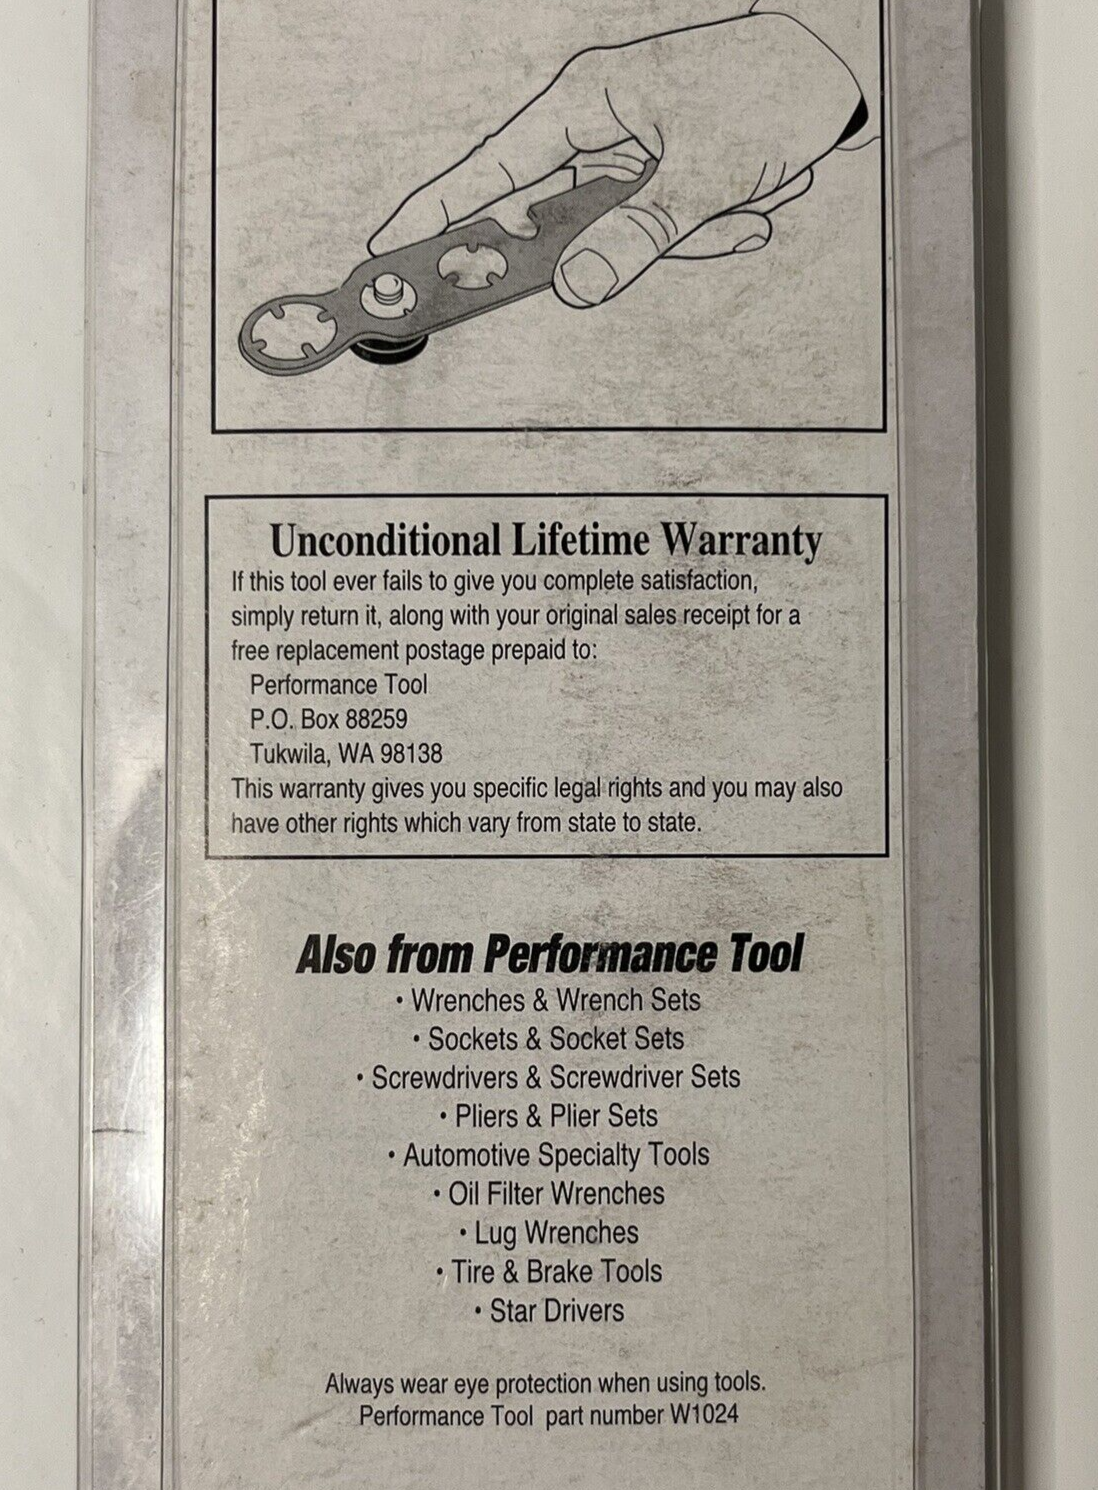 Unconditional Lifetime Warranty
If this tool ever fails to give you complete satisfaction,
simply return it, along with your original sales receipt for a
free replacement postage prepaid to:
Performance Tool
P.O. Box 88259
Tukwila, WA 98138
This warranty gives you specific legal rights and you may also
have other rights which vary from state to state.
Also from Performance Tool
• Wrenches & Wrench Sets
• Sockets & Socket Sets
• Screwdrivers & Screwdriver Sets
• Pliers & Plier Sets
• Automotive Specialty Tools
• Oil Filter Wrenches
• Lug Wrenches
• Tire & Brake Tools
• Star Drivers
Always wear eye protection when using tools.
Performance Tool part number W1024